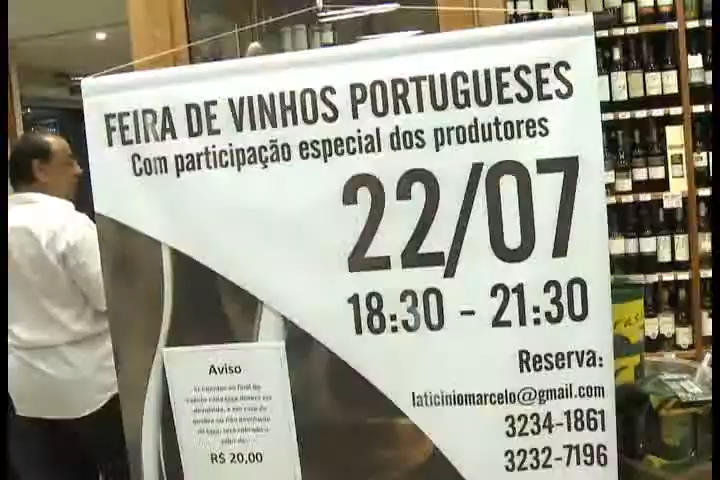 FEIRA DE VINHOS PORTUGUESES
Com participação especial dos produtores
22/07
18:30 - 21:30
Reserva:
laticiniomarcelo@gmail.com
3234-1861
3232-7196
Aviso
R$ 20,00